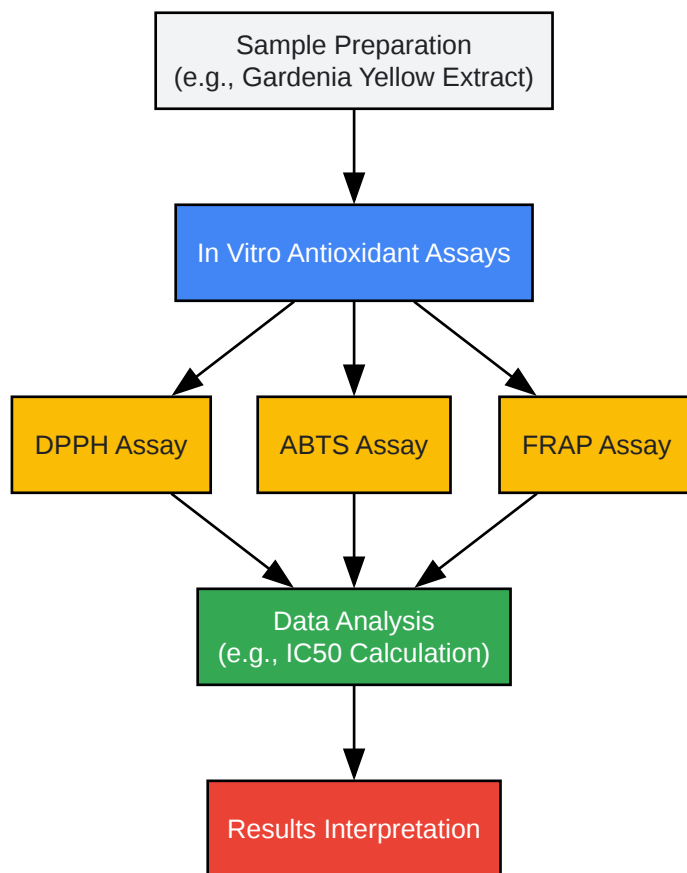 Sample Preparation
(e.g., Gardenia Yellow Extract)
In Vitro Antioxidant Assays
DPPH Assay
ABTS Assay
FRAP Assay
Data Analysis
(e.g., IC50 Calculation)
Results Interpretation